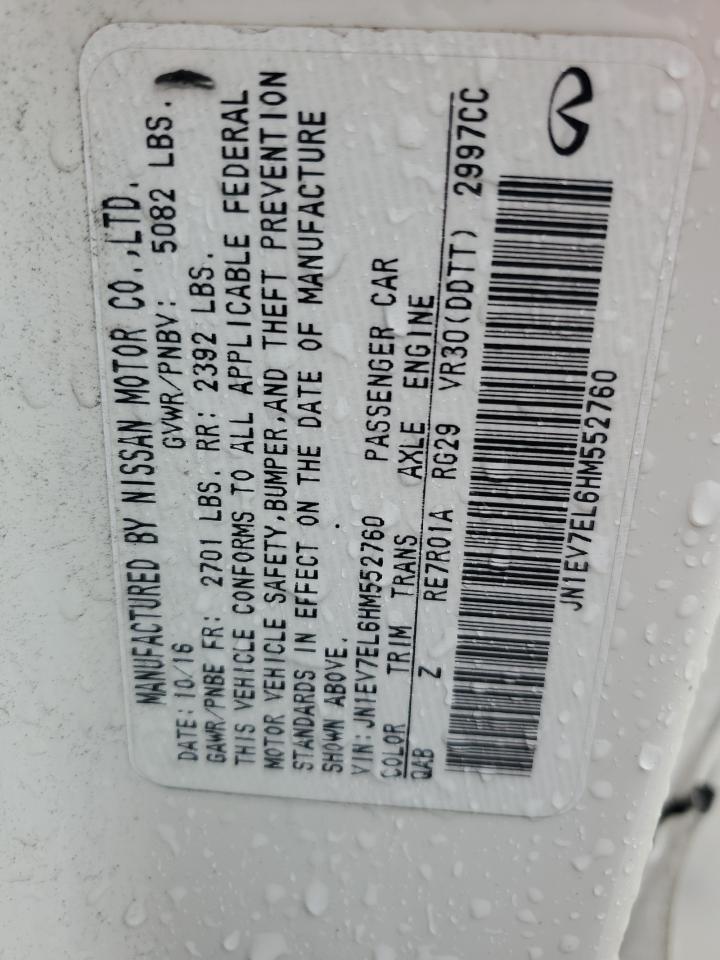 MANUFACTURED BY NISSAN MOTOR CO.,LTD.
DATE: 10/16 GVWR/PNBV: 5082 LBS.
GAWR/PNBE FR: 2701 LBS. RR: 2392 LBS.
THIS VEHICLE CONFORMS TO ALL APPLICABLE FEDERAL
MOTOR VEHICLE SAFETY,BUMPER,AND THEFT PREVENTION
STANDARDS IN EFFECT ON THE DATE OF MANUFACTURE
SHOWN ABOVE.
VIN:JN1EV7EL6HM552760 PASSENGER CAR
COLOR TRIM TRANS AXLE ENGINE
QAB Z RE7R01A RG29 VR30(DDTT) 2997CC
JN1EV7EL6HM552760